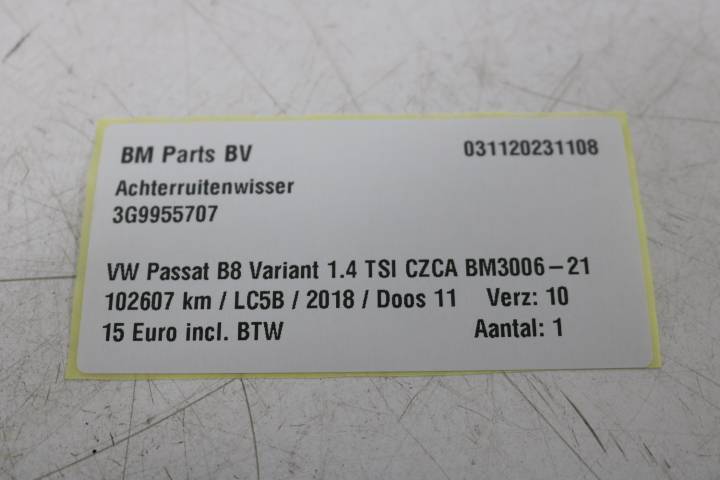 BM Parts BV 031120231108
Achterruitenwisser
3G9955707
VW Passat B8 Variant 1.4 TSI CZCA BM3006-21
102607 km / LC5B / 2018 / Doos 11 Verz: 10
15 Euro incl. BTW Aantal: 1